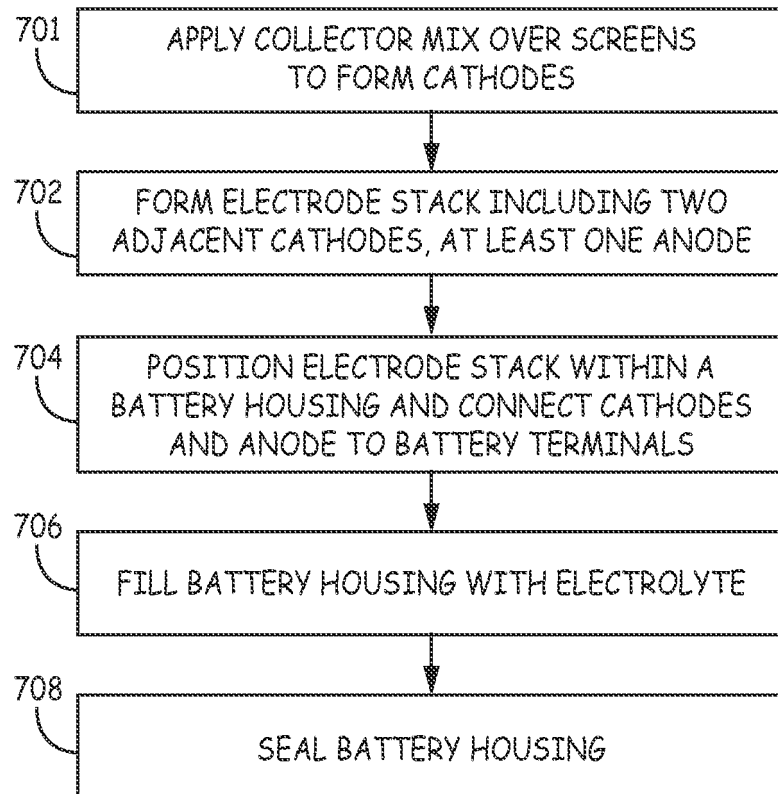 701
APPLY COLLECTOR MIX OVER SCREENS
TO FORM CATHODES
702
FORM ELECTRODE STACK INCLUDING TWO
ADJACENT CATHODES, AT LEAST ONE ANODE
704
POSITION ELECTRODE STACK WITHIN A
BATTERY HOUSING AND CONNECT CATHODES
AND ANODE TO BATTERY TERMINALS
706
FILL BATTERY HOUSING WITH ELECTROLYTE
708
SEAL BATTERY HOUSING